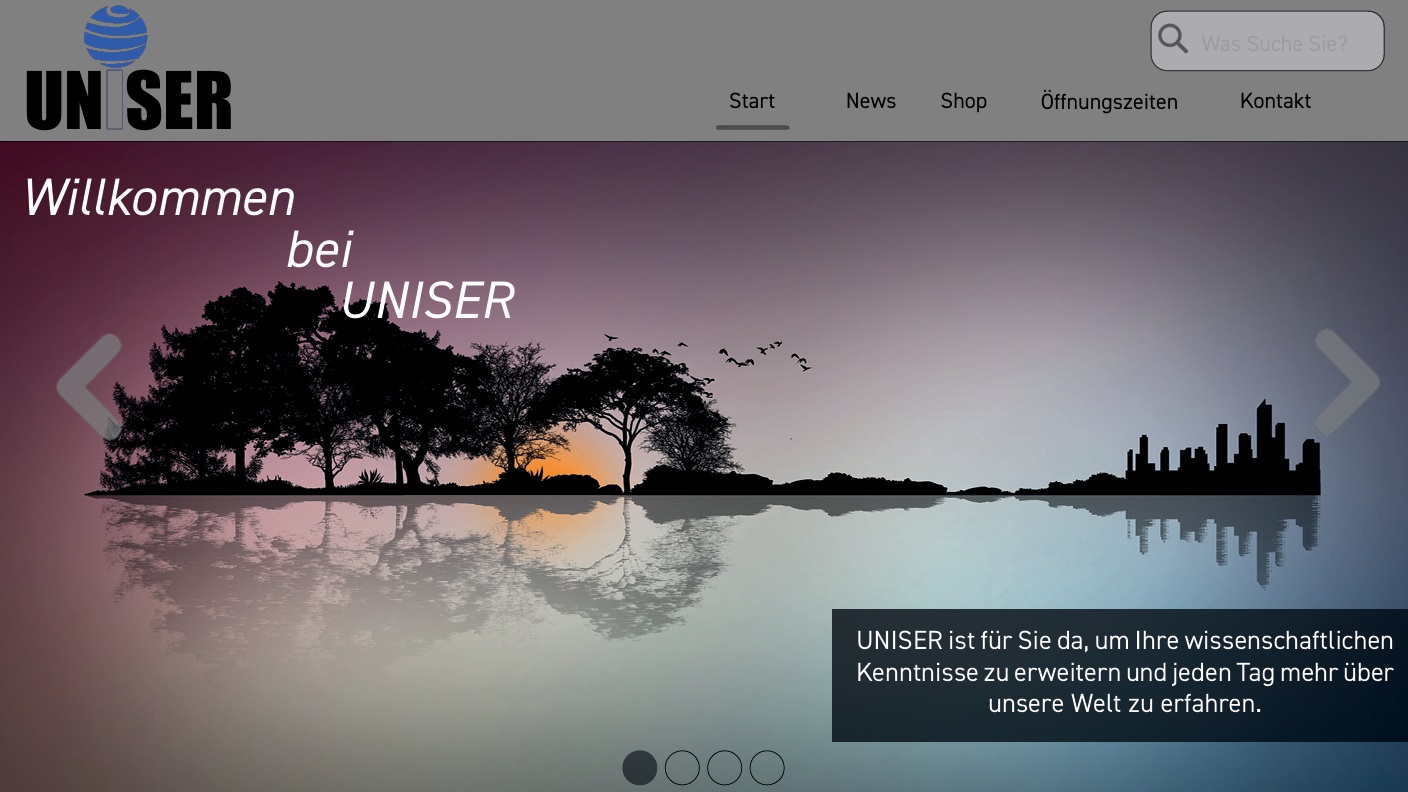 UNISER
Was Suche Sie?
Start
News
Shop
Öffnungszeiten
Kontakt
Willkommen
bei
UNISER
UNISER ist für Sie da, um Ihre wissenschaftlichen
Kenntnisse zu erweitern und jeden Tag mehr über
unsere Welt zu erfahren.